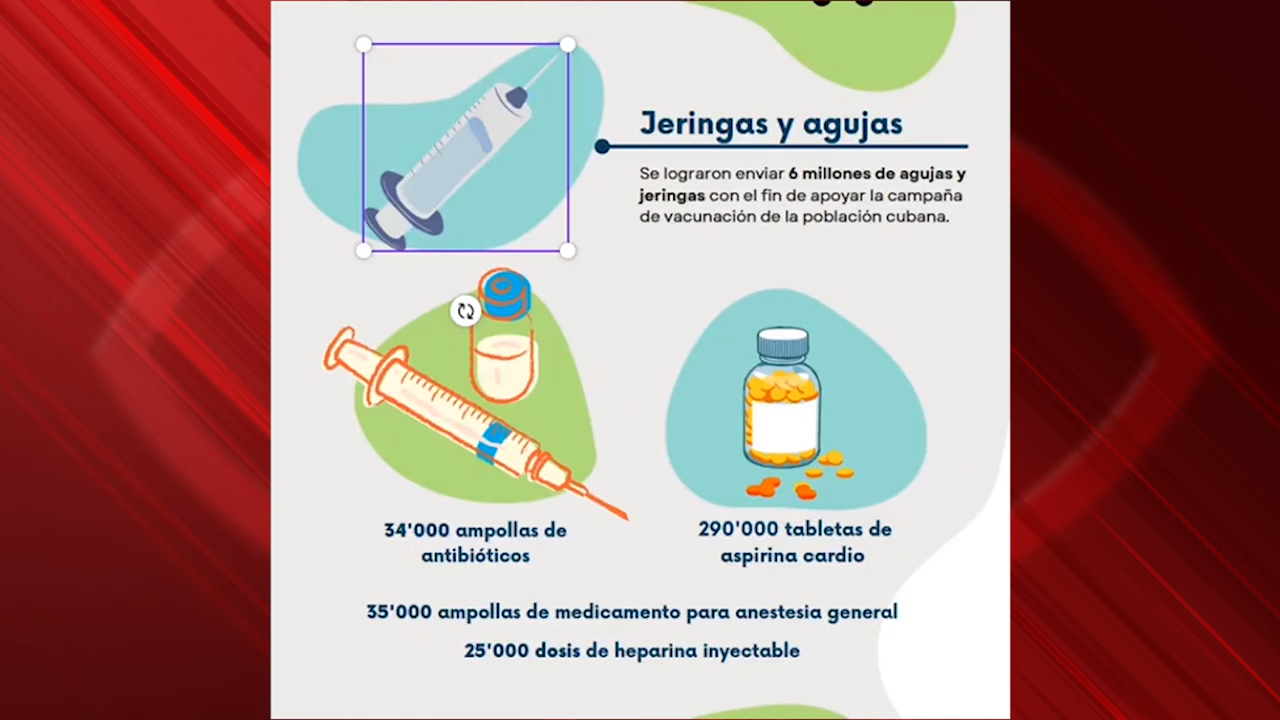 Jeringas y agujas
Se lograron enviar 6 millones de agujas y
jeringas con el fin de apoyar la campaña
de vacunación de la población cubana.
34'000 ampollas de
antibióticos
290'000 tabletas de
aspirina cardio
35'000 ampollas de medicamento para anestesia general
25'000 dosis de heparina inyectable